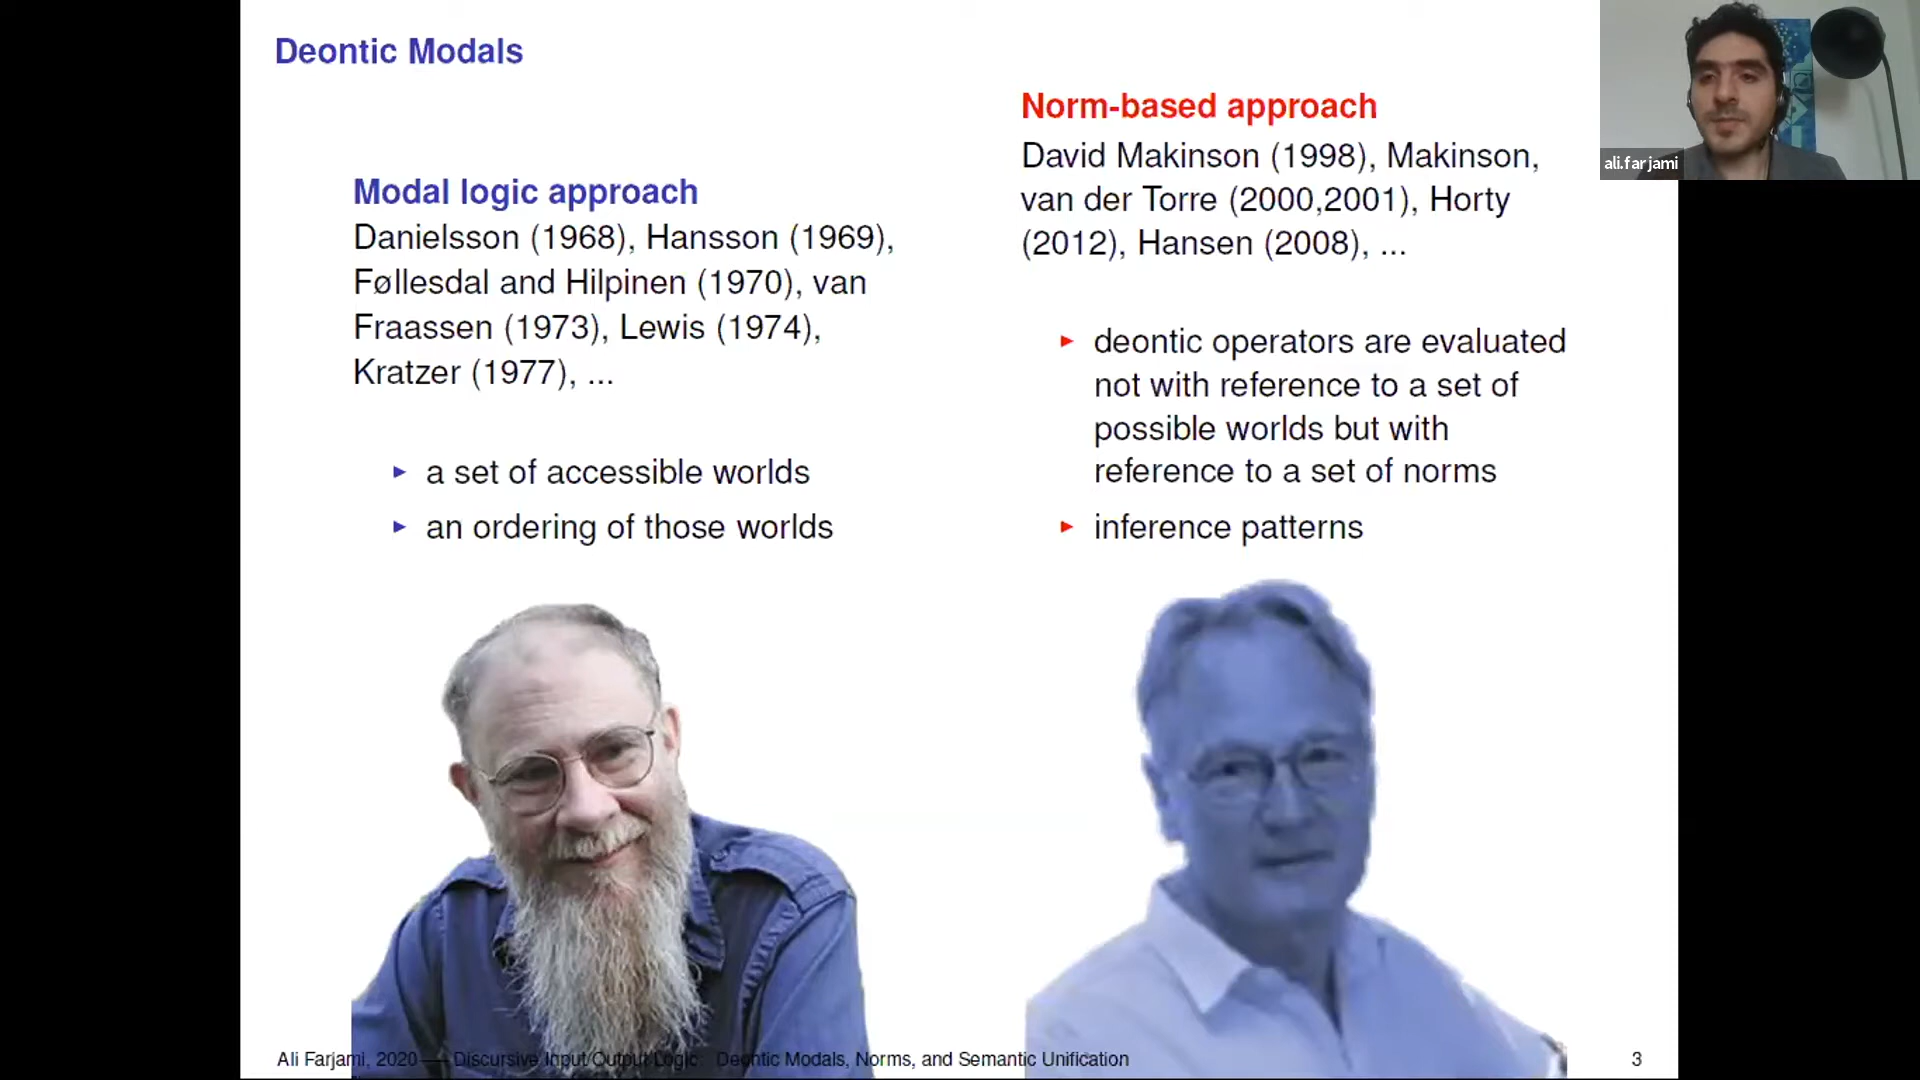 Deontic Modals
Modal logic approach
Danielsson (1968), Hansson (1969),
Føllesdal and Hilpinen (1970), van
Fraassen (1973), Lewis (1974),
Kratzer (1977), ...
▸ a set of accessible worlds
▸ an ordering of those worlds
Norm-based approach
David Makinson (1998), Makinson,
van der Torre (2000,2001), Horty
(2012), Hansen (2008), ...
▸ deontic operators are evaluated
not with reference to a set of
possible worlds but with
reference to a set of norms
▸ inference patterns
ali.farjami
Ali Farjami, 2020 — Discursive Input/Output Logic: Deontic Modals, Norms, and Semantic Unification
3